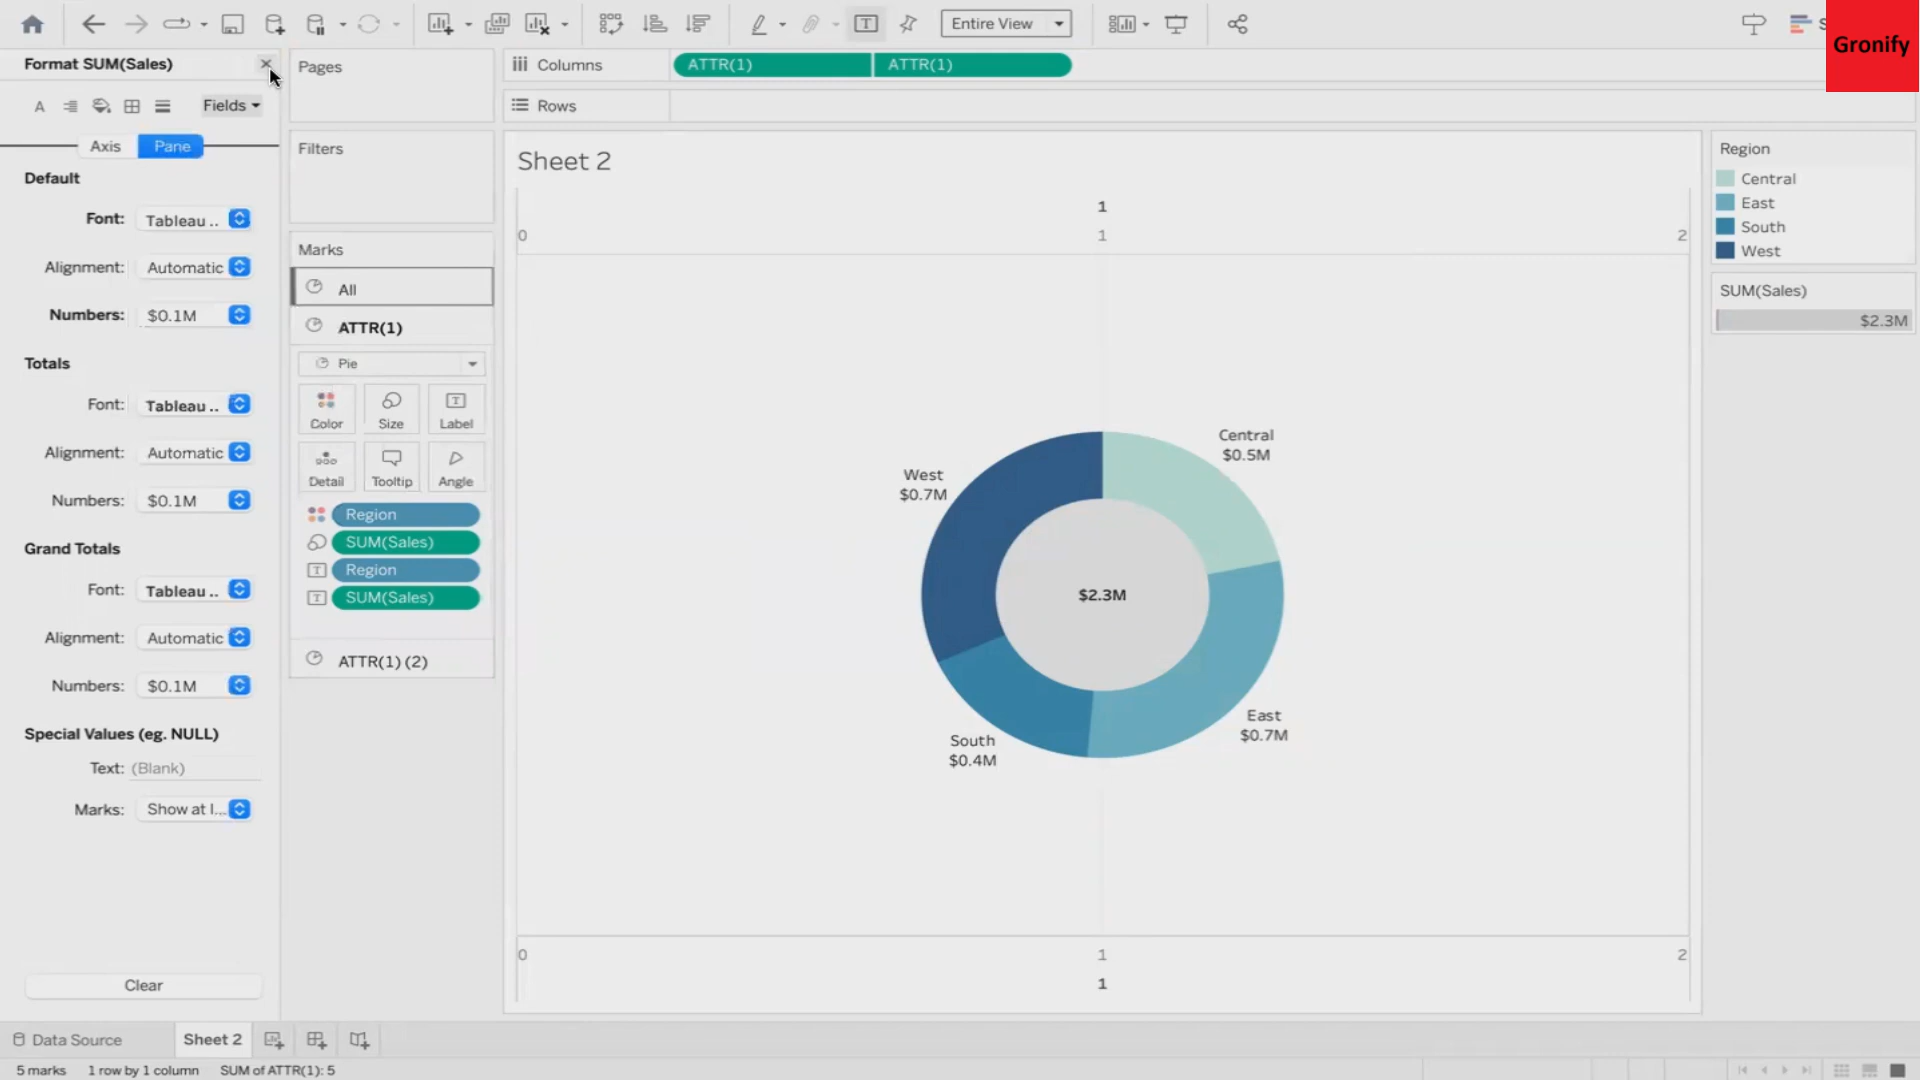 Entire View
S
Gronify
Format SUM(Sales)
Fields
Axis
Pane
Default
Font: Tableau ..
Alignment: Automatic
Numbers: $0.1M
Totals
Font: Tableau ..
Alignment: Automatic
Numbers: $0.1M
Grand Totals
Font: Tableau ..
Alignment: Automatic
Numbers: $0.1M
Special Values (eg. NULL)
Text: (Blank)
Marks: Show at l...
Clear
Pages
Filters
Marks
All
ATTR(1)
Pie
Color
Size
Label
Detail
Tooltip
Angle
Region
SUM(Sales)
Region
SUM(Sales)
ATTR(1) (2)
Columns
ATTR(1)
ATTR(1)
Rows
Sheet 2
1
0
1
2
Central
$0.5M
West
$0.7M
$2.3M
East
$0.7M
South
$0.4M
0
1
2
1
Region
Central
East
South
West
SUM(Sales)
$2.3M
Data Source
Sheet 2
5 marks
1 row by 1 column
SUM of ATTR(1): 5